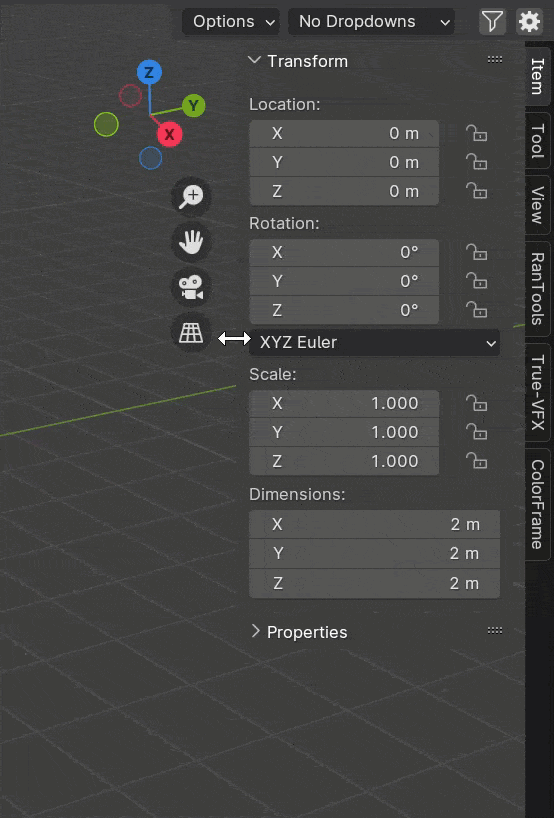 Options
No Dropdowns
Transform
Item
Tool
View
RanTools
True-VFX
ColorFrame
Z
Y
X
Location:
X 0 m
Y 0 m
Z 0 m
Rotation:
X 0°
Y 0°
Z 0°
XYZ Euler
Scale:
X 1.000
Y 1.000
Z 1.000
Dimensions:
X 2 m
Y 2 m
Z 2 m
Properties